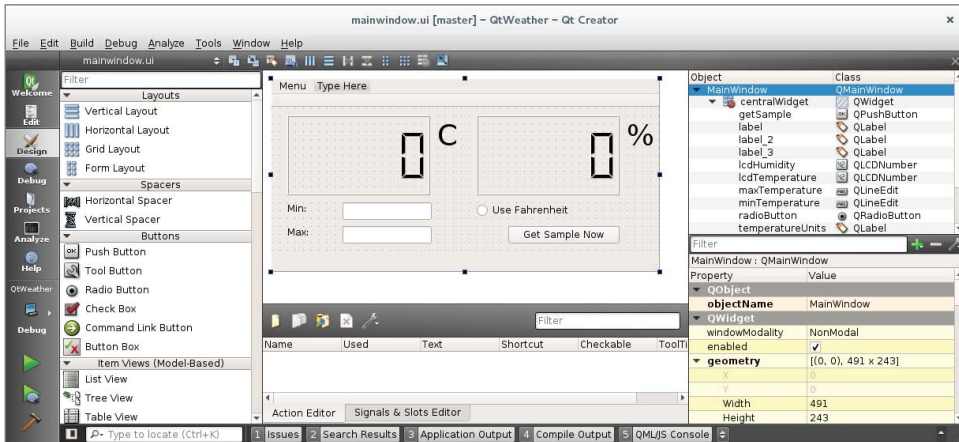 mainwindow.ui [master] – QtWeather – Qt Creator
File Edit Build Debug Analyze Tools Window Help
mainwindow.ui
Welcome
Edit
Design
Debug
Projects
Analyze
Help
QtWeather
Debug
Filter
Layouts
Vertical Layout
Horizontal Layout
Grid Layout
Form Layout
Spacers
Horizontal Spacer
Vertical Spacer
Buttons
OK Push Button
Tool Button
Radio Button
Check Box
Command Link Button
Button Box
Item Views (Model-Based)
List View
Tree View
Table View
Menu Type Here
0 C 0 %
Min: Use Fahrenheit
Max: Get Sample Now
Filter
Name Used Text Shortcut Checkable ToolTi
Action Editor Signals & Slots Editor
Object Class
MainWindow QMainWindow
centralWidget QWidget
getSample QPushButton
label QLabel
label_2 QLabel
label_3 QLabel
lcdHumidity QLCDNumber
lcdTemperature QLCDNumber
maxTemperature QLineEdit
minTemperature QLineEdit
radioButton QRadioButton
temperatureUnits QLabel
Filter
MainWindow : QMainWindow
Property Value
QObject
objectName MainWindow
QWidget
windowModality NonModal
enabled
geometry [(0, 0), 491 x 243]
X 0
Y 0
Width 491
Height 243
Type to locate (Ctrl+K) 1 Issues 2 Search Results 3 Application Output 4 Compile Output 5 QML/JS Console